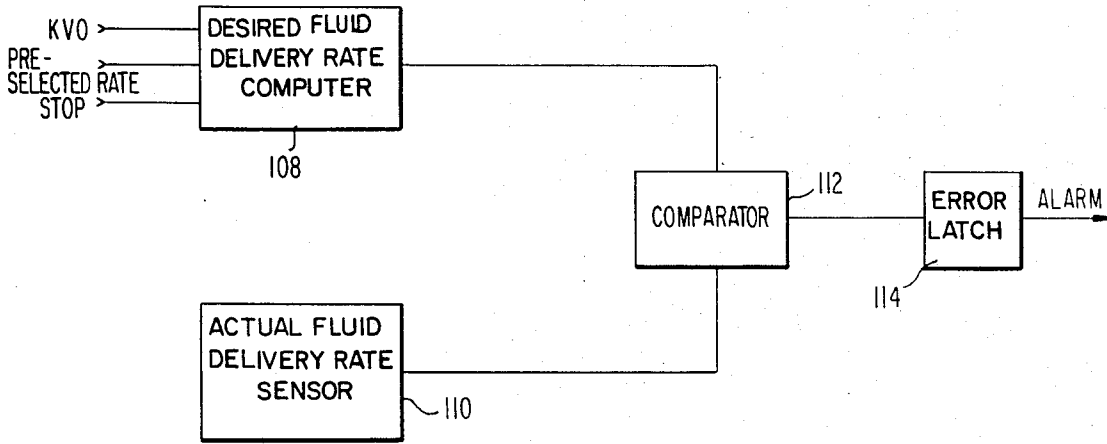 KVO
PRE-
SELECTED RATE
STOP
DESIRED FLUID
DELIVERY RATE
COMPUTER
108
COMPARATOR
112
ERROR
LATCH
114
ALARM
ACTUAL FLUID
DELIVERY RATE
SENSOR
110